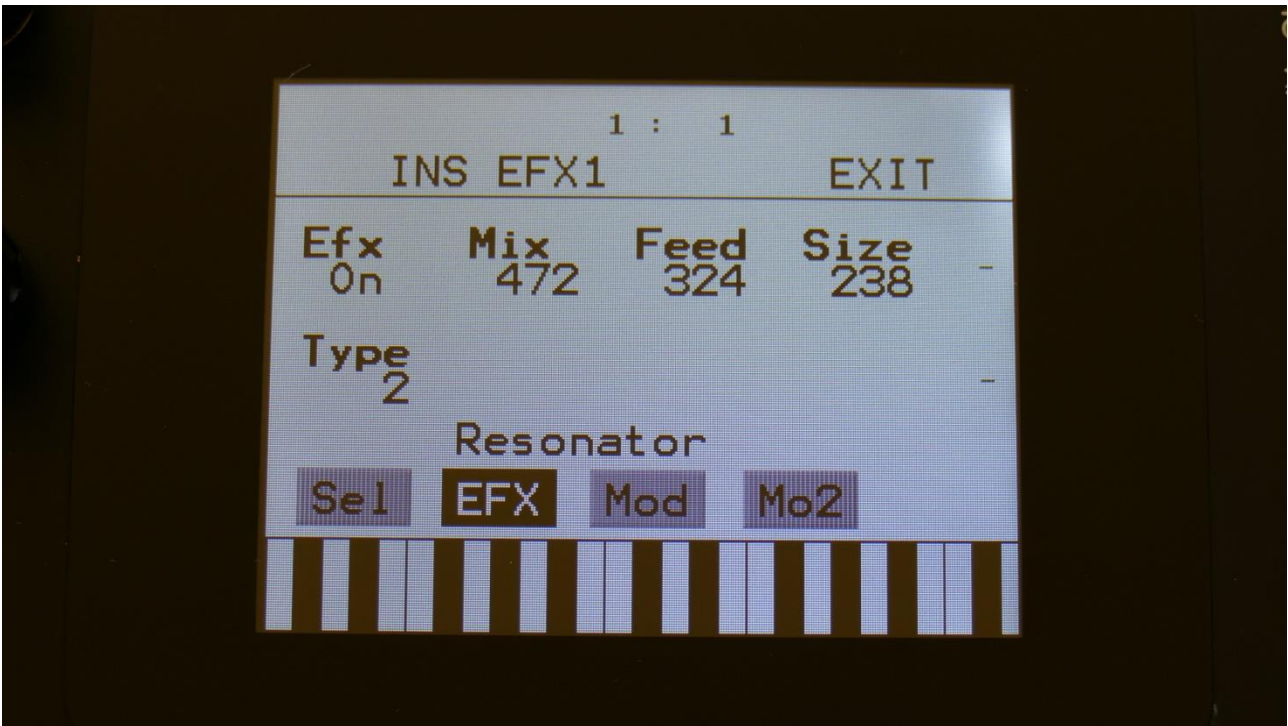 1 : 1
INS EFX1 EXIT
Efx Mix Feed Size
On 472 324 238 -
Type
2 -
Resonator
Sel EFX Mod Mo2